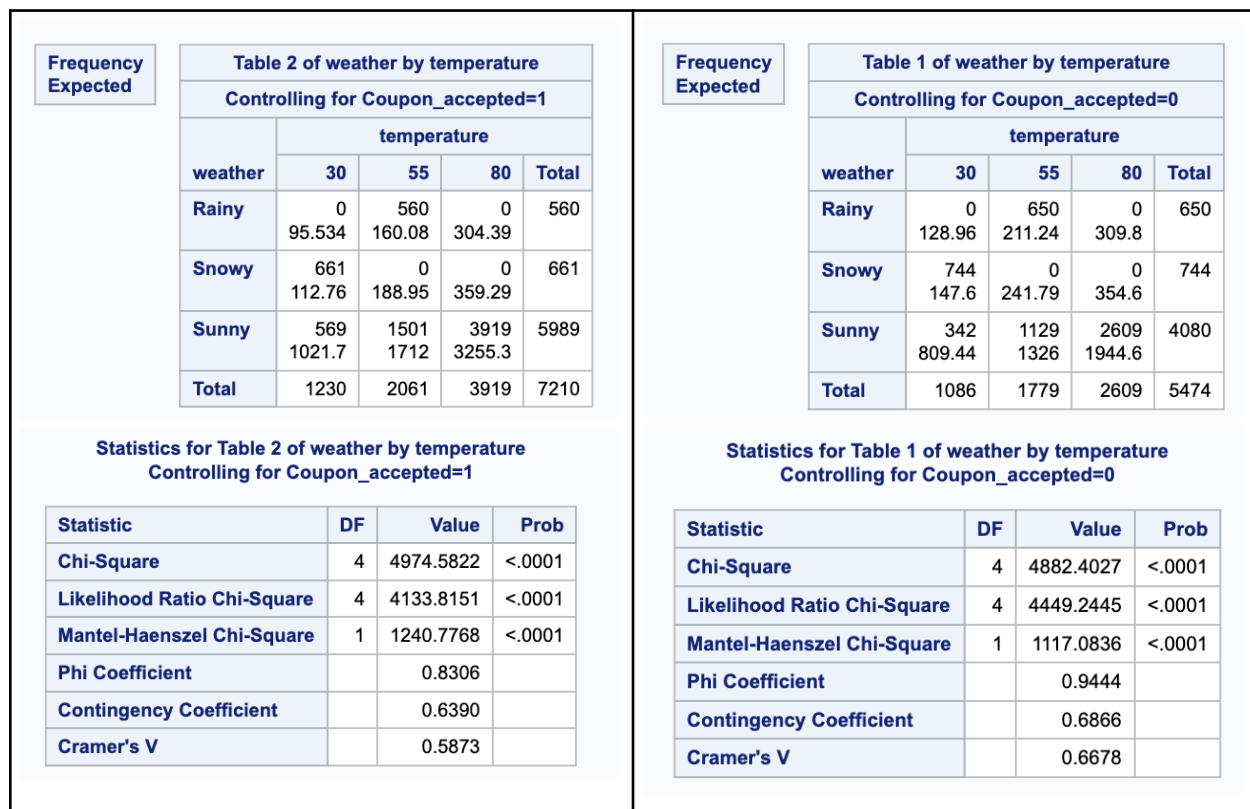 Frequency
Expected
Table 2 of weather by temperature
Controlling for Coupon_accepted=1
temperature
weather 30 55 80 Total
Rainy 0 560 0 560
95.534 160.08 304.39
Snowy 661 0 0 661
112.76 188.95 359.29
Sunny 569 1501 3919 5989
1021.7 1712 3255.3
Total 1230 2061 3919 7210
Statistics for Table 2 of weather by temperature
Controlling for Coupon_accepted=1
Statistic DF Value Prob
Chi-Square 4 4974.5822 <.0001
Likelihood Ratio Chi-Square 4 4133.8151 <.0001
Mantel-Haenszel Chi-Square 1 1240.7768 <.0001
Phi Coefficient 0.8306
Contingency Coefficient 0.6390
Cramer's V 0.5873
Frequency
Expected
Table 1 of weather by temperature
Controlling for Coupon_accepted=0
temperature
weather 30 55 80 Total
Rainy 0 650 0 650
128.96 211.24 309.8
Snowy 744 0 0 744
147.6 241.79 354.6
Sunny 342 1129 2609 4080
809.44 1326 1944.6
Total 1086 1779 2609 5474
Statistics for Table 1 of weather by temperature
Controlling for Coupon_accepted=0
Statistic DF Value Prob
Chi-Square 4 4882.4027 <.0001
Likelihood Ratio Chi-Square 4 4449.2445 <.0001
Mantel-Haenszel Chi-Square 1 1117.0836 <.0001
Phi Coefficient 0.9444
Contingency Coefficient 0.6866
Cramer's V 0.6678